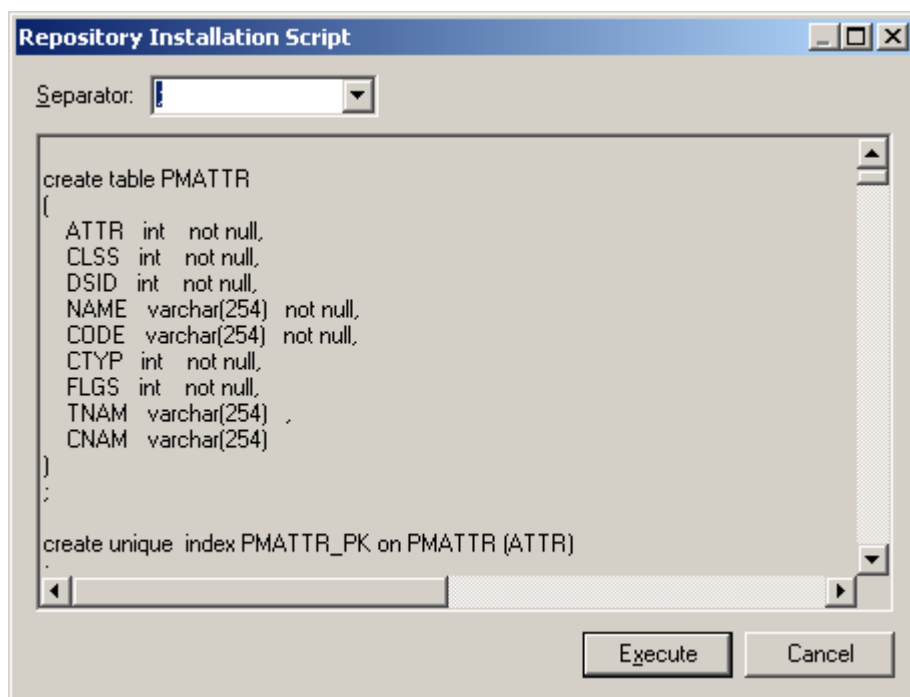 Repository Installation Script
Separator: ;
create table PMATTR
(
ATTR int not null,
CLSS int not null,
DSID int not null,
NAME varchar(254) not null,
CODE varchar(254) not null,
CTYP int not null,
FLGS int not null,
TNAM varchar(254) ,
CNAM varchar(254)
)
;
create unique index PMATTR_PK on PMATTR (ATTR)
Execute Cancel